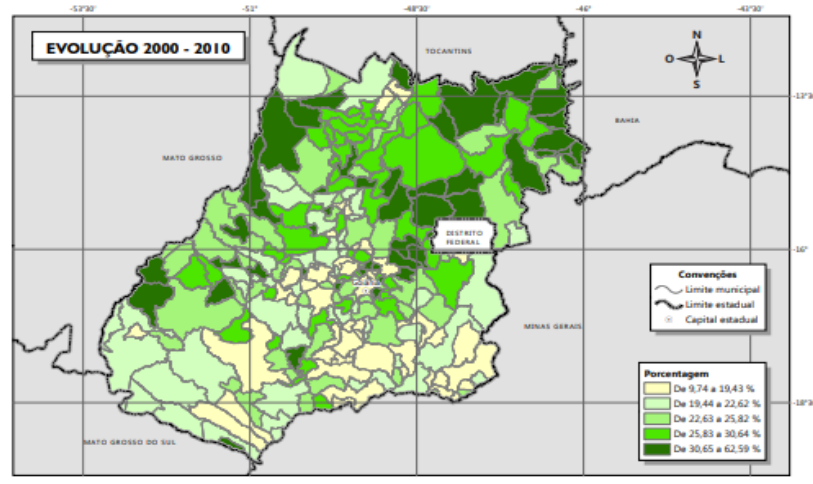 -53°30'
-51°
-48°30'
-46°
-43°30'
EVOLUÇÃO 2000 - 2010
TOCANTINS
N
O
L
S
-13°30'
BAHIA
MATO GROSSO
DISTRITO
FEDERAL
-16°
Convenções
Limite municipal
Limite estadual
Capital estadual
MINAS GERAIS
Porcentagem
De 9,74 a 19,43 %
De 19,44 a 22,62 %
De 22,63 a 25,82 %
De 25,83 a 30,64 %
De 30,65 a 62,59 %
MATO GROSSO DO SUL